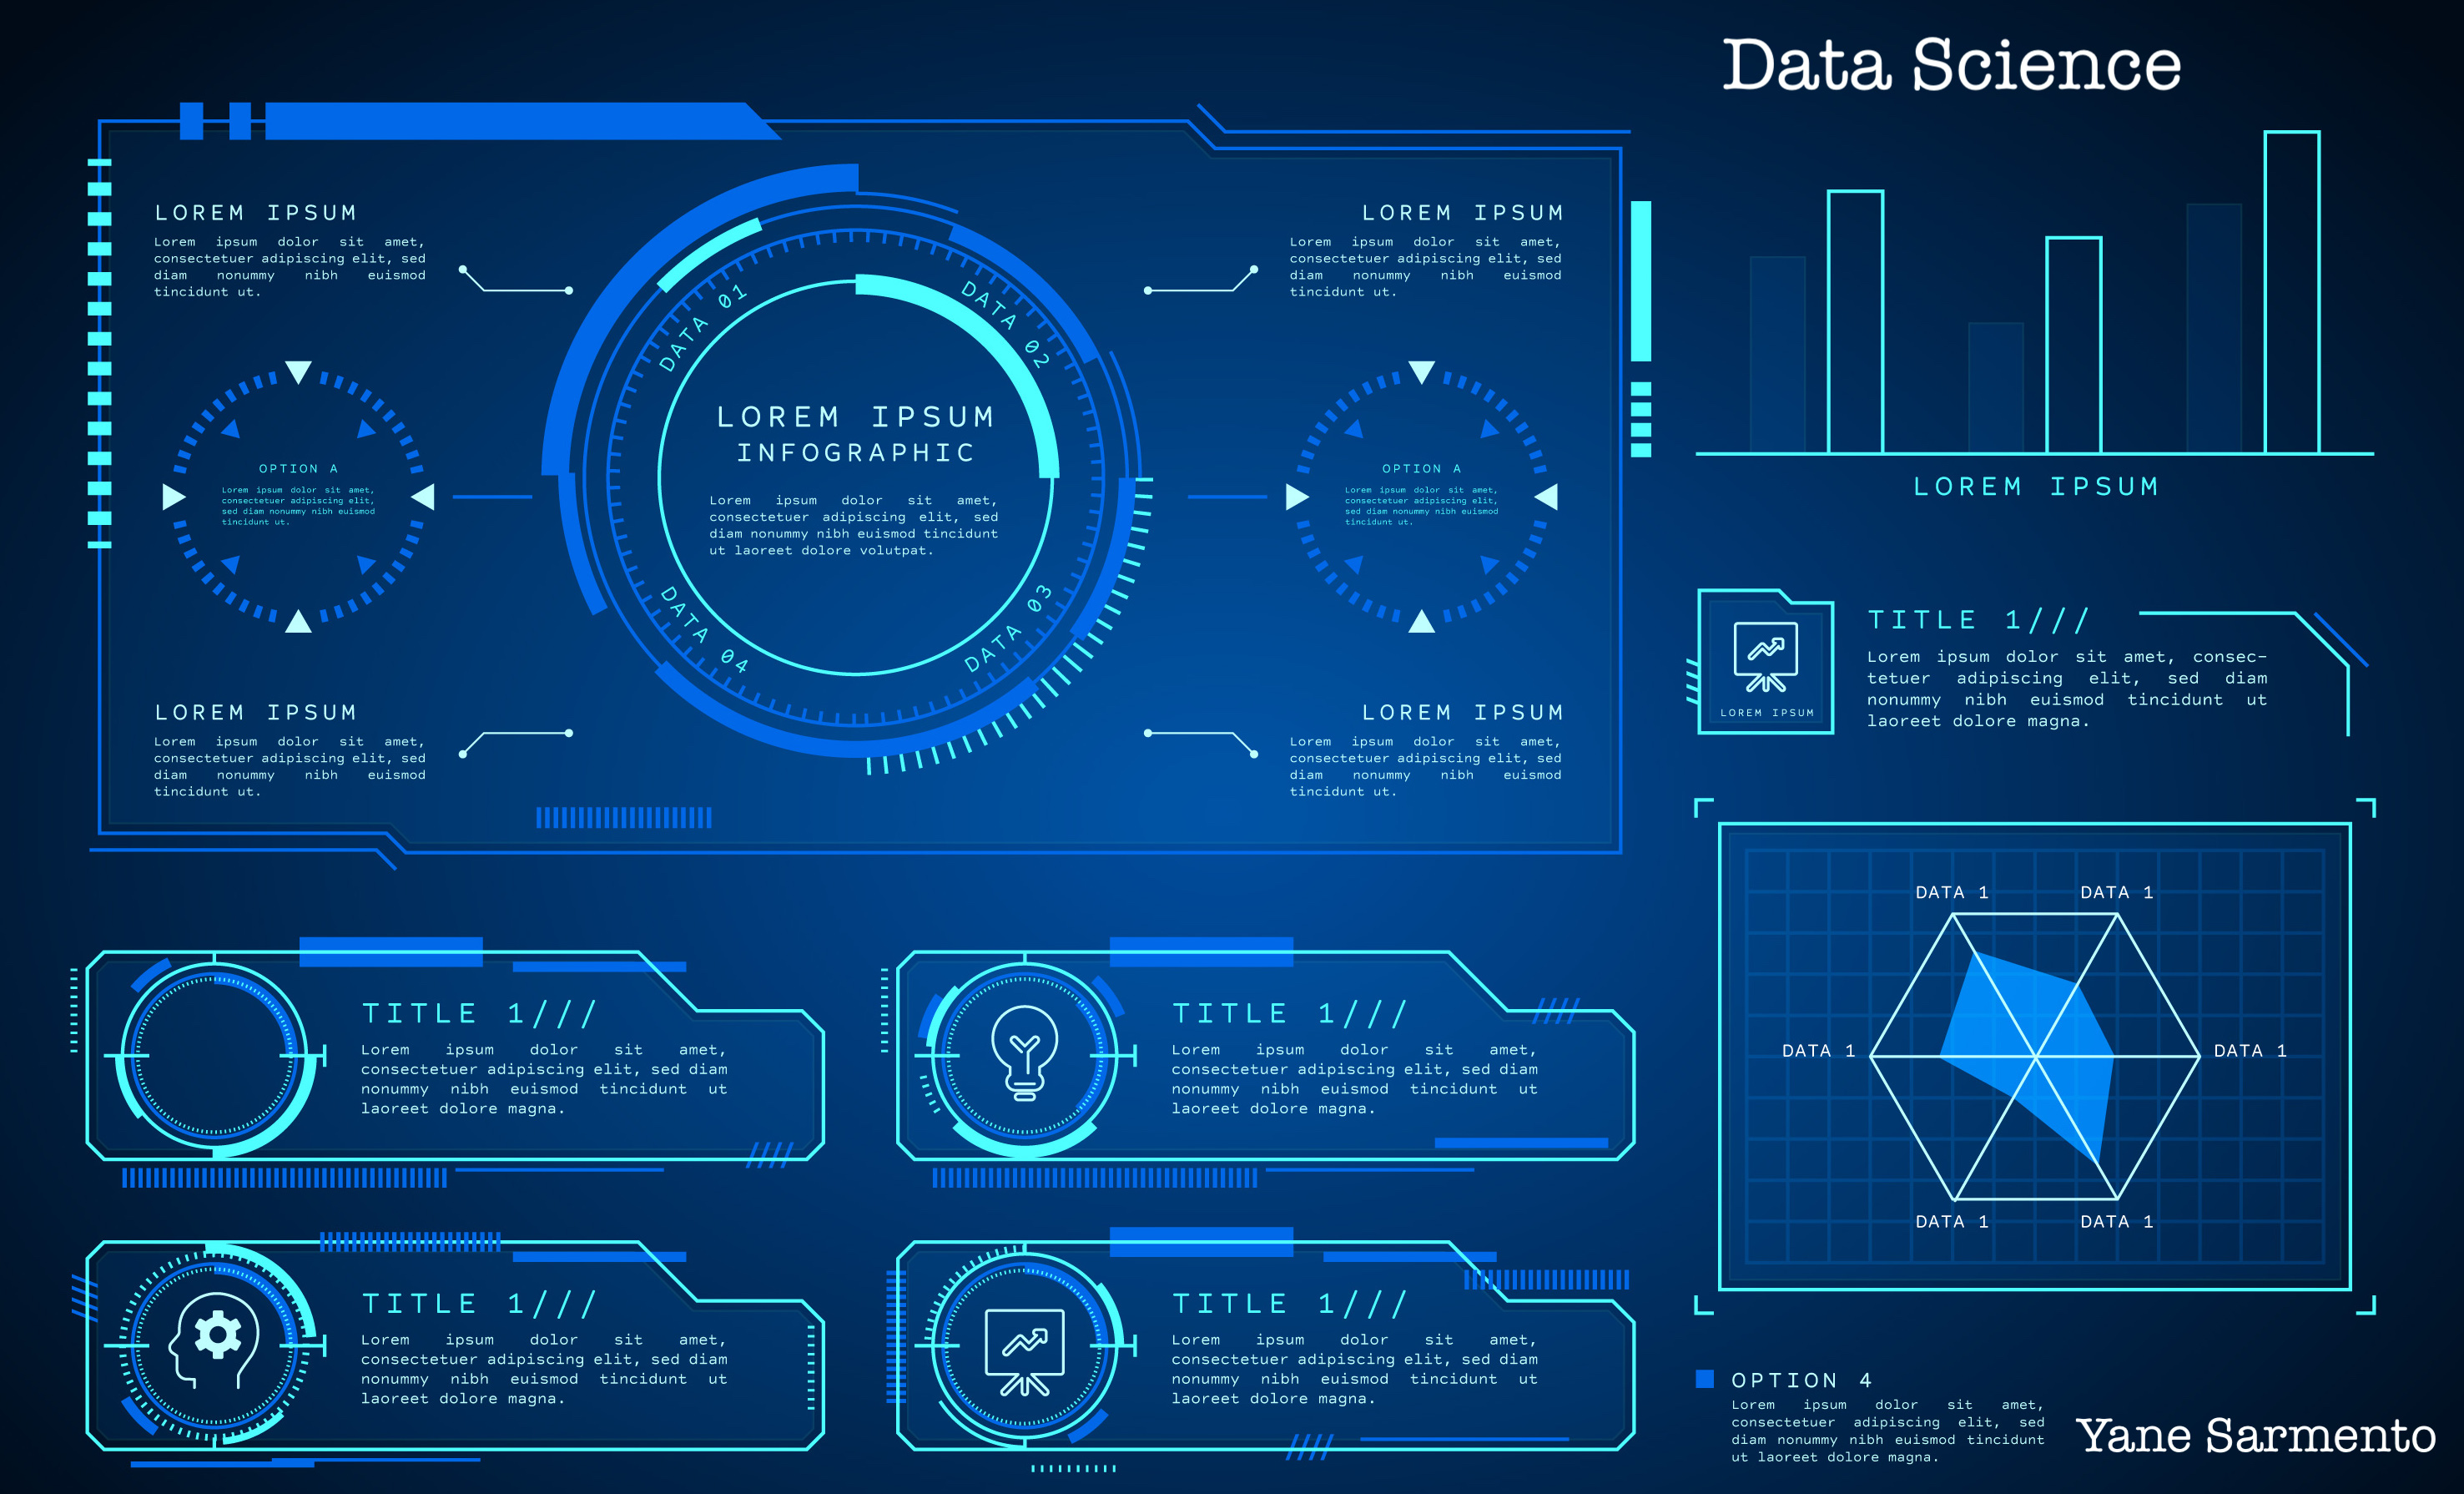 Data Science
LOREM IPSUM
Lorem ipsum dolor sit amet,
consectetuer adipiscing elit, sed
diam nonummy nibh euismod
tincidunt ut.
LOREM IPSUM
Lorem ipsum dolor sit amet,
consectetuer adipiscing elit, sed
diam nonummy nibh euismod
tincidunt ut.
DATA 01
DATA 02
LOREM IPSUM
INFOGRAPHIC
Lorem ipsum dolor sit amet,
consectetuer adipiscing elit, sed
diam nonummy nibh euismod tincidunt
ut laoreet dolore volutpat.
DATA 04
DATA 03
OPTION A
Lorem ipsum dolor sit amet,
consectetuer adipiscing elit,
sed diam nonummy nibh euismod
tincidunt ut.
OPTION A
Lorem ipsum dolor sit amet,
consectetuer adipiscing elit,
sed diam nonummy nibh euismod
tincidunt ut.
LOREM IPSUM
Lorem ipsum dolor sit amet,
consectetuer adipiscing elit, sed
diam nonummy nibh euismod
tincidunt ut.
LOREM IPSUM
Lorem ipsum dolor sit amet,
consectetuer adipiscing elit, sed
diam nonummy nibh euismod
tincidunt ut.
LOREM IPSUM
LOREM IPSUM
TITLE 1///
Lorem ipsum dolor sit amet, consec-
tetuer adipiscing elit, sed diam
nonummy nibh euismod tincidunt ut
laoreet dolore magna.
DATA 1
DATA 1
DATA 1
DATA 1
DATA 1
DATA 1
TITLE 1///
Lorem ipsum dolor sit amet,
consectetuer adipiscing elit, sed diam
nonummy nibh euismod tincidunt ut
laoreet dolore magna.
TITLE 1///
Lorem ipsum dolor sit amet,
consectetuer adipiscing elit, sed diam
nonummy nibh euismod tincidunt ut
laoreet dolore magna.
TITLE 1///
Lorem ipsum dolor sit amet,
consectetuer adipiscing elit, sed diam
nonummy nibh euismod tincidunt ut
laoreet dolore magna.
TITLE 1///
Lorem ipsum dolor sit amet,
consectetuer adipiscing elit, sed diam
nonummy nibh euismod tincidunt ut
laoreet dolore magna.
OPTION 4
Lorem ipsum dolor sit amet,
consectetuer adipiscing elit, sed
diam nonummy nibh euismod tincidunt
ut laoreet dolore magna.
Yane Sarmento